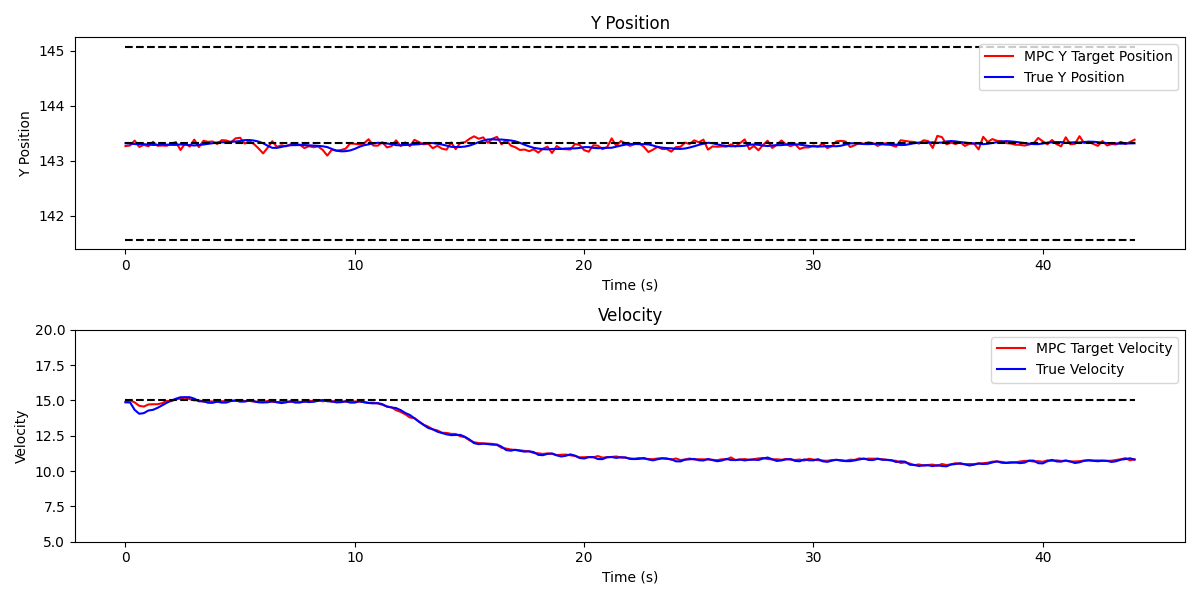 Y Position
145
144
143
142
Y Position
MPC Y Target Position
True Y Position
0
10
20
30
40
Time (s)
Velocity
20.0
17.5
15.0
12.5
10.0
7.5
5.0
Velocity
MPC Target Velocity
True Velocity
0
10
20
30
40
Time (s)